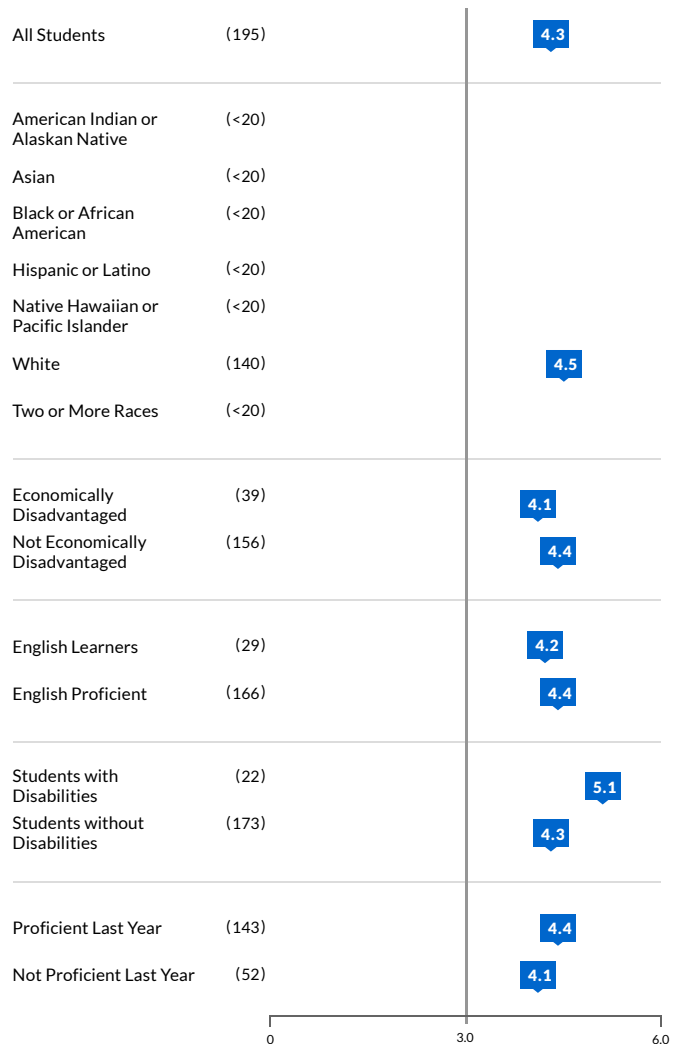 All Students (195) 4.3
American Indian or (<20)
Alaskan Native
Asian (<20)
Black or African (<20)
American
Hispanic or Latino (<20)
Native Hawaiian or (<20)
Pacific Islander
White (140) 4.5
Two or More Races (<20)
Economically (39) 4.1
Disadvantaged
Not Economically (156) 4.4
Disadvantaged
English Learners (29) 4.2
English Proficient (166) 4.4
Students with (22) 5.1
Disabilities
Students without (173) 4.3
Disabilities
Proficient Last Year (143) 4.4
Not Proficient Last Year (52) 4.1
0 3.0 6.0